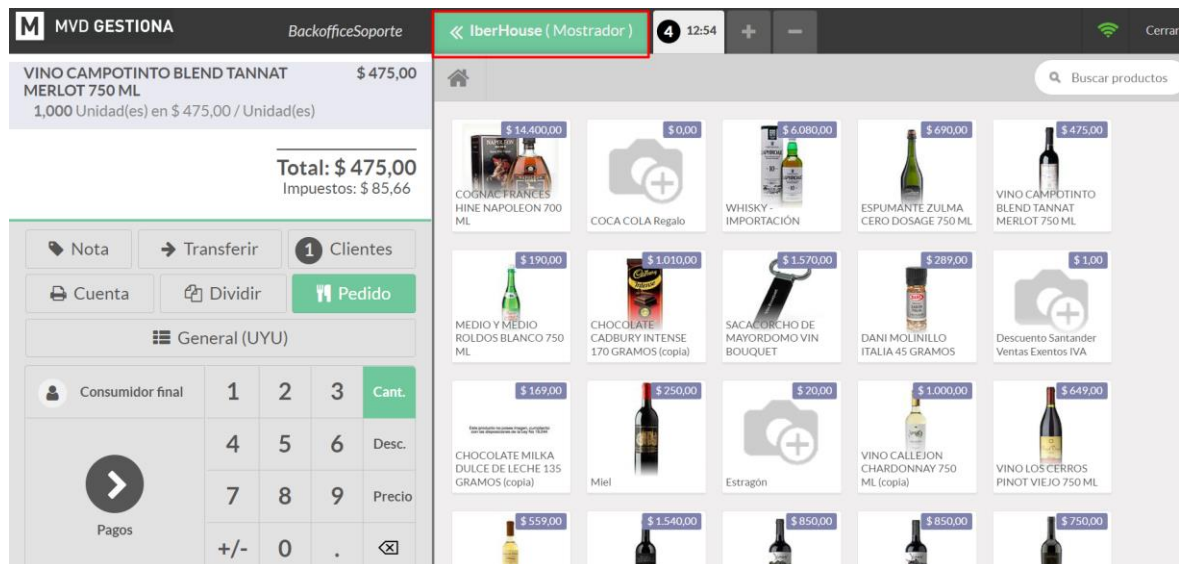 M MVD GESTIONA
BackofficeSoporte
« IberHouse ( Mostrador )
4 12:54
+ −
Cerrar
VINO CAMPOTINTO BLEND TANNAT $ 475,00
MERLOT 750 ML
1,000 Unidad(es) en $ 475,00 / Unidad(es)
Total: $ 475,00
Impuestos: $ 85,66
Nota
Transferir
1 Clientes
Cuenta
Dividir
Pedido
General (UYU)
Consumidor final
Pagos
1 2 3 Cant.
4 5 6 Desc.
7 8 9 Precio
+/- 0 .
Buscar productos
$ 14.400,00
COGNAC FRANCES
HINE NAPOLEON 700
ML
$ 0,00
COCA COLA Regalo
$ 6.080,00
WHISKY -
IMPORTACIÓN
$ 690,00
ESPUMANTE ZULMA
CERO DOSAGE 750 ML
$ 475,00
VINO CAMPOTINTO
BLEND TANNAT
MERLOT 750 ML
$ 190,00
MEDIO Y MEDIO
ROLDOS BLANCO 750
ML
$ 1.010,00
CHOCOLATE
CADBURY INTENSE
170 GRAMOS (copia)
$ 1.570,00
SACACORCHO DE
MAYORDOMO VIN
BOUQUET
$ 289,00
DANI MOLINILLO
ITALIA 45 GRAMOS
$ 1,00
Descuento Santander
Ventas Exentos IVA
$ 169,00
CHOCOLATE MILKA
DULCE DE LECHE 135
GRAMOS (copia)
$ 250,00
Miel
$ 20,00
Estragón
$ 1.000,00
VINO CALLEJON
CHARDONNAY 750
ML (copia)
$ 649,00
VINO LOS CERROS
PINOT VIEJO 750 ML
$ 559,00
$ 1.540,00
$ 850,00
$ 850,00
$ 750,00